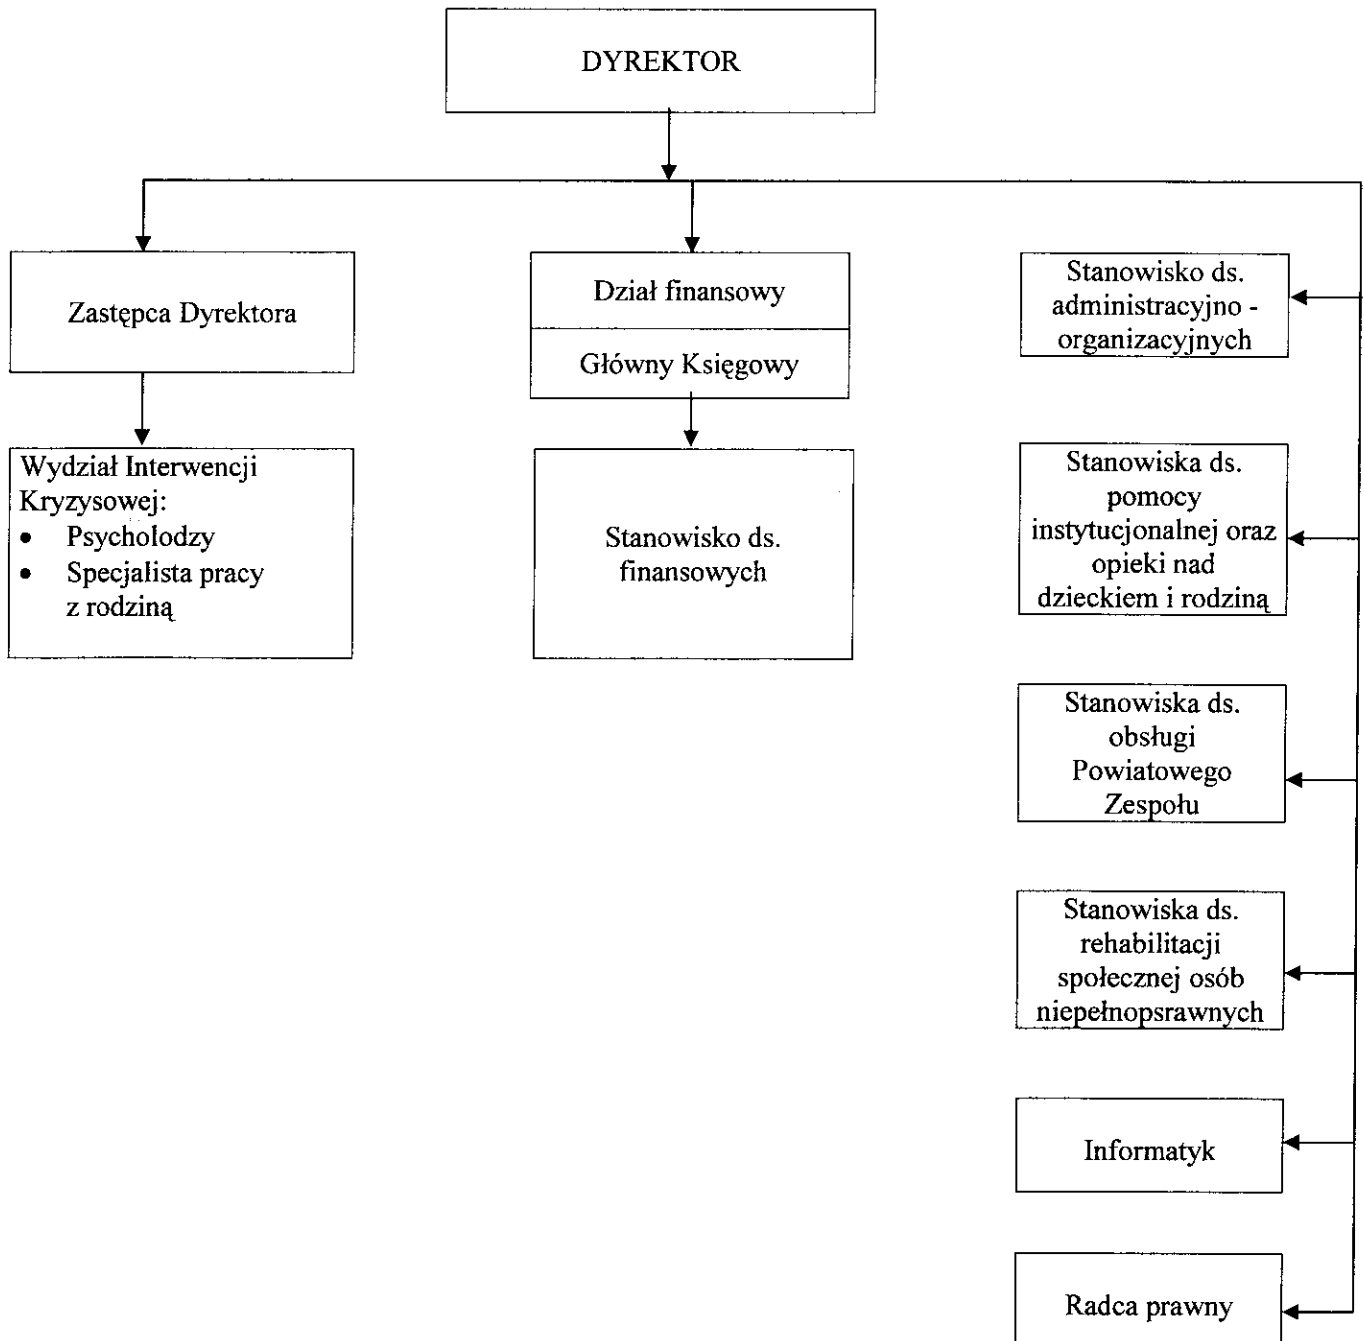 DYREKTOR
Zastępca Dyrektora
Dział finansowy
Główny Księgowy
Stanowisko ds.
administracyjno -
organizacyjnych
Wydział Interwencji
Kryzysowej:
• Psycholodzy
• Specjalista pracy
z rodziną
Stanowisko ds.
finansowych
Stanowiska ds.
pomocy
instytucjonalnej oraz
opieki nad
dzieckiem i rodziną
Stanowiska ds.
obsługi
Powiatowego
Zespołu
Stanowiska ds.
rehabilitacji
społecznej osób
niepełnopsrawnych
Informatyk
Radca prawny